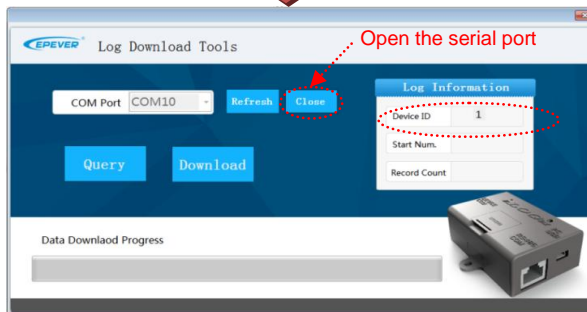 EPEVER Log Download Tools
Open the serial port
COM Port COM10 Refresh Close
Log Information
Device ID 1
Start Num.
Record Count
Query Download
Data Downlaod Progress